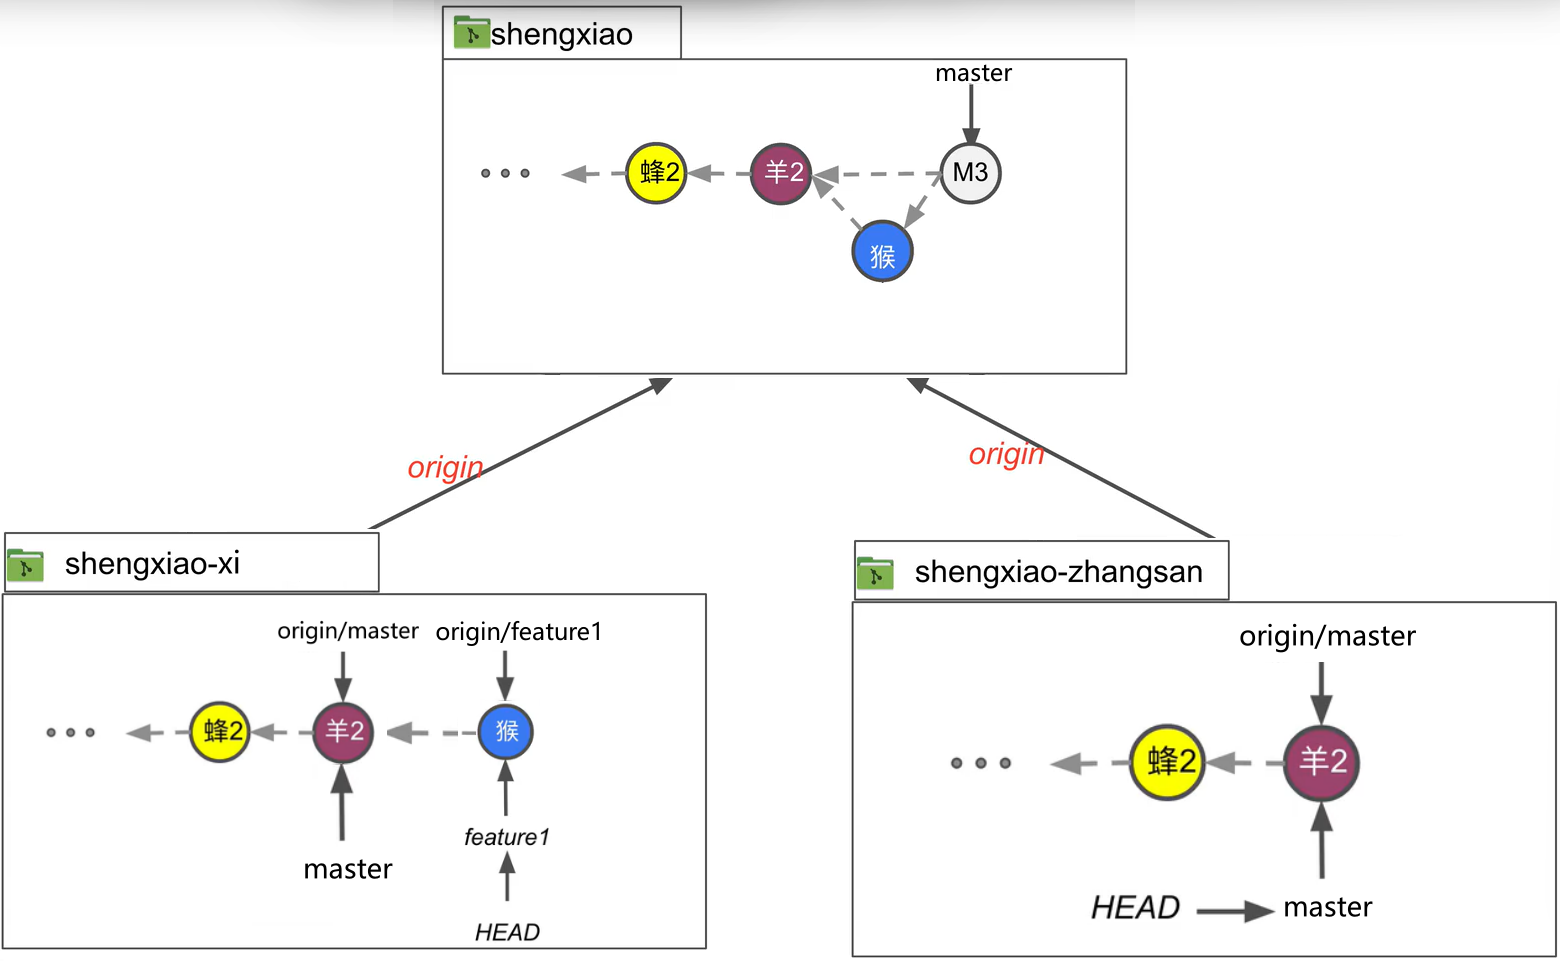 shengxiao
master
蜂2
羊2
M3
猴
origin
origin
shengxiao-xi
origin/master
origin/feature1
蜂2
羊2
猴
feature1
master
HEAD
shengxiao-zhangsan
origin/master
蜂2
羊2
HEAD
master